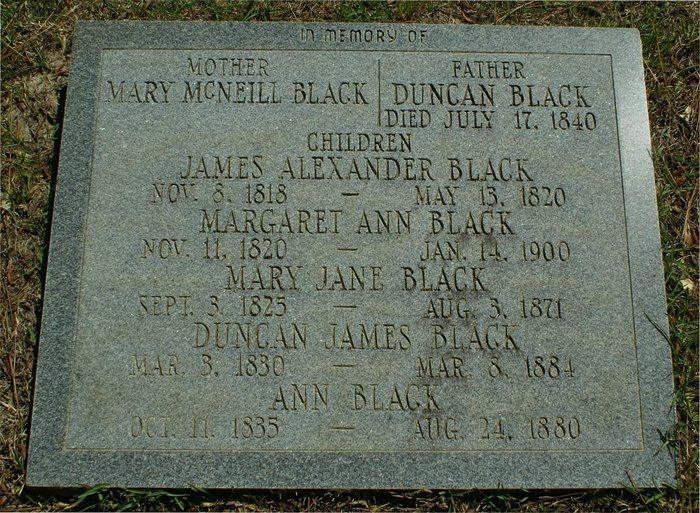 IN MEMORY OF
MOTHER
MARY McNEILL BLACK
FATHER
DUNCAN BLACK
DIED JULY 17, 1840
CHILDREN
JAMES ALEXANDER BLACK
NOV. 8, 1818 — MAY 13, 1820
MARGARET ANN BLACK
NOV. 11, 1820 — JAN. 14, 1900
MARY JANE BLACK
SEPT. 3, 1825 — AUG. 3, 1871
DUNCAN JAMES BLACK
MAR. 3, 1830 — MAR. 8, 1884
ANN BLACK
OCT. 11, 1835 — AUG. 24, 1880